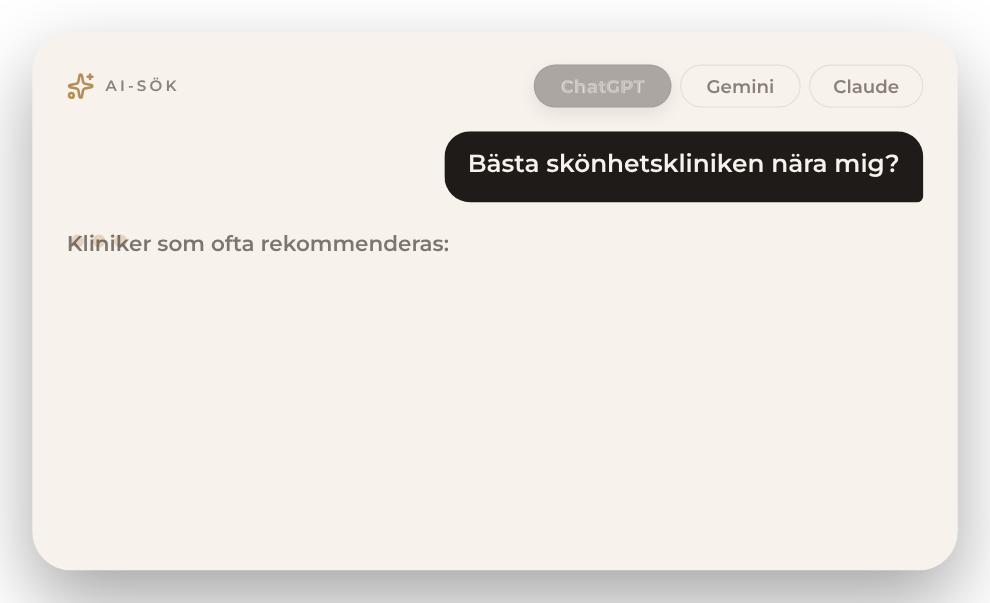 AI-SÖK
ChatGPT
Gemini
Claude
Bästa skönhetskliniken nära mig?
Kliniker som ofta rekommenderas: